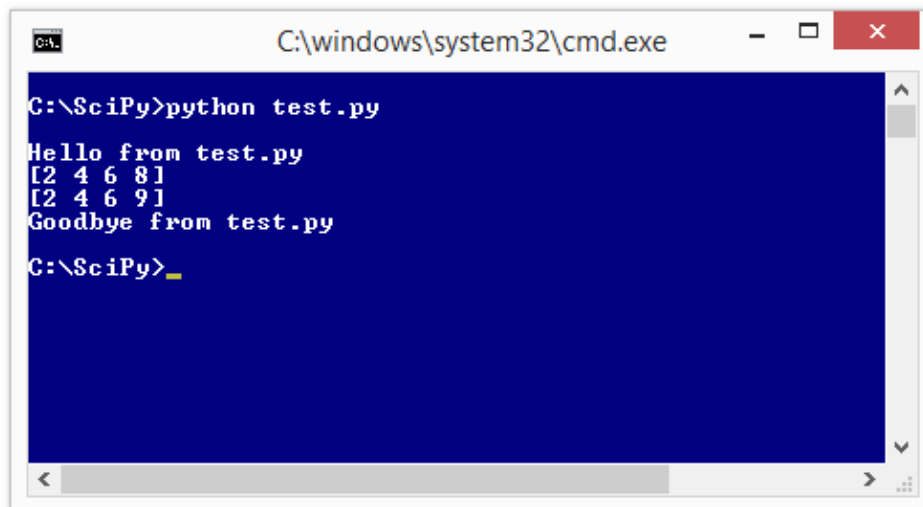 C:\windows\system32\cmd.exe
C:\SciPy>python test.py
Hello from test.py
[2 4 6 8]
[2 4 6 9]
Goodbye from test.py
C:\SciPy>_